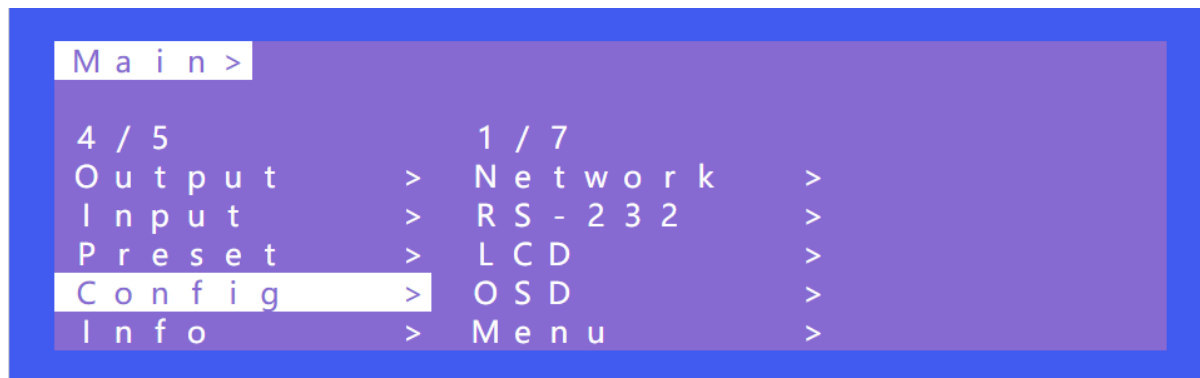 Main>
4/5 1/7
Output > Network >
Input > RS-232 >
Preset > LCD >
Config > OSD >
Info > Menu >